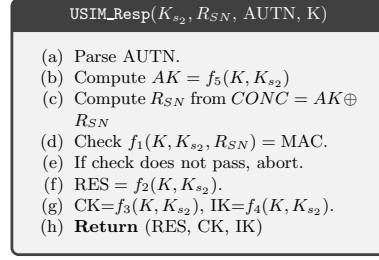 USIM_Resp(K_{s_2}, R_{SN}, AUTN, K)
(a) Parse AUTN.
(b) Compute AK = f_5(K, K_{s_2})
(c) Compute R_{SN} from CONC = AK⊕
R_{SN}
(d) Check f_1(K, K_{s_2}, R_{SN}) = MAC.
(e) If check does not pass, abort.
(f) RES = f_2(K, K_{s_2}).
(g) CK=f_3(K, K_{s_2}), IK=f_4(K, K_{s_2}).
(h) Return (RES, CK, IK)